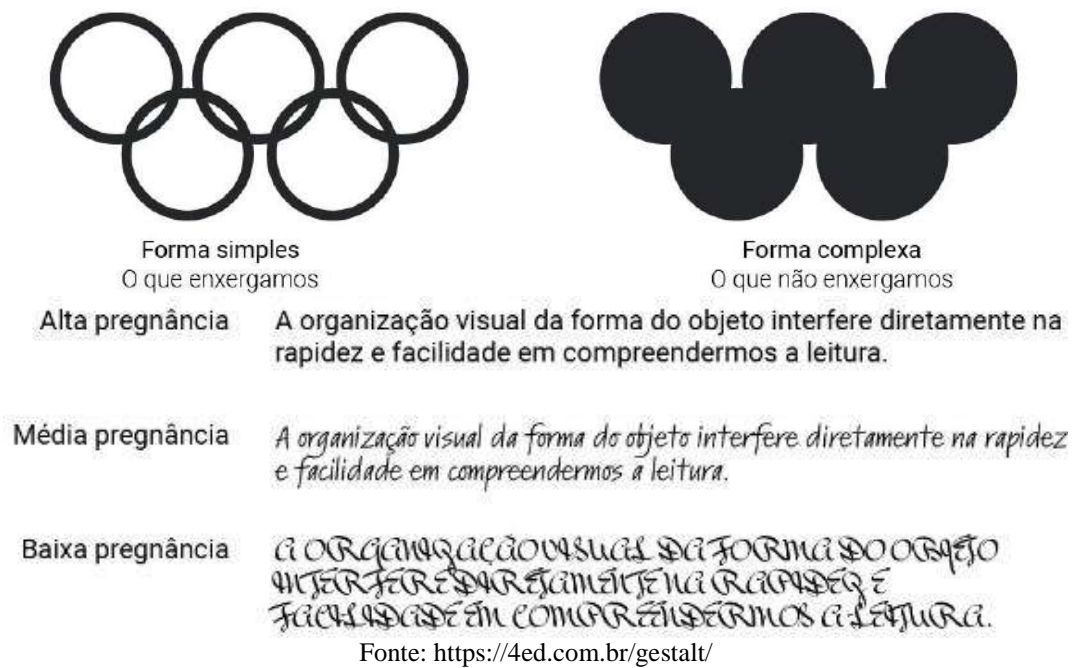 Forma simples
O que enxergamos
Forma complexa
O que não enxergamos
Alta pregnância
A organização visual da forma do objeto interfere diretamente na
rapidez e facilidade em compreendermos a leitura.
Média pregnância
A organização visual da forma do objeto interfere diretamente na rapidez
e facilidade em compreendermos a leitura.
Baixa pregnância
A ORGANIZAÇÃO VISUAL DA FORMA DO OBJETO
INTERFERE DIRETAMENTE NA RAPIDEZ E
FACILIDADE EM COMPREENDERMOS A LEITURA.
Fonte: https://4ed.com.br/gestalt/